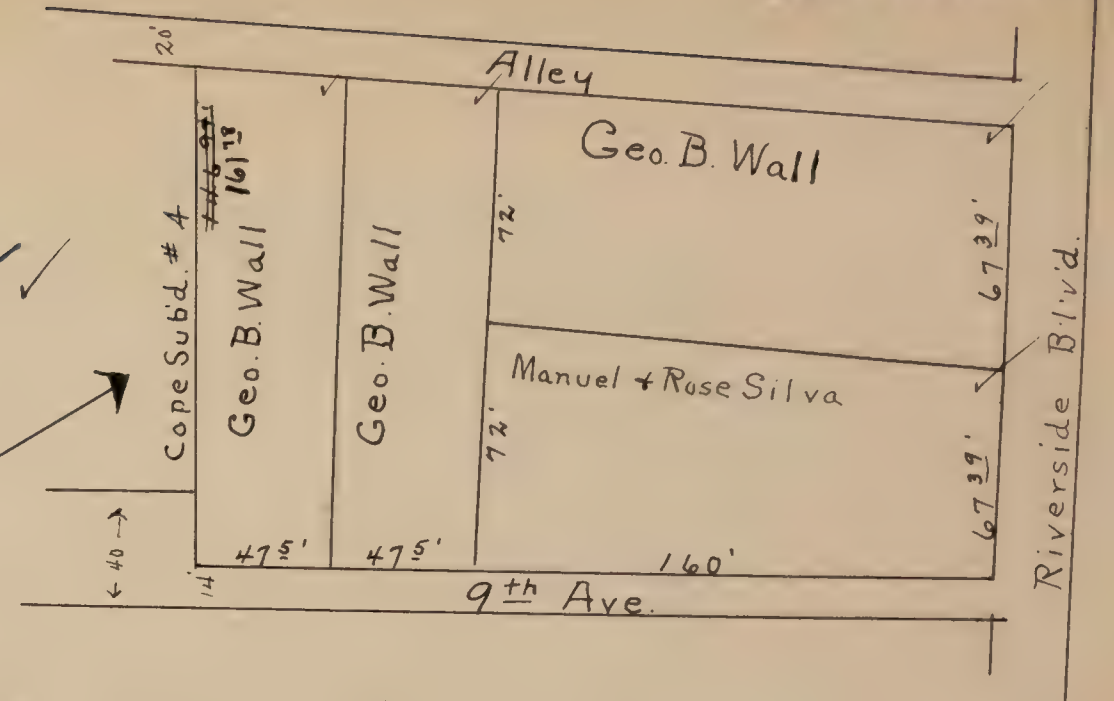 20'
Alley
Geo. B. Wall
161 78
Cope Sub'd. # 4
Geo. B. Wall
Geo. B. Wall
72'
67 39'
Manuel + Rose Silva
72'
67 39'
Riverside Bl'v'd.
40
14'
47 5'
47 5'
160'
9th Ave.